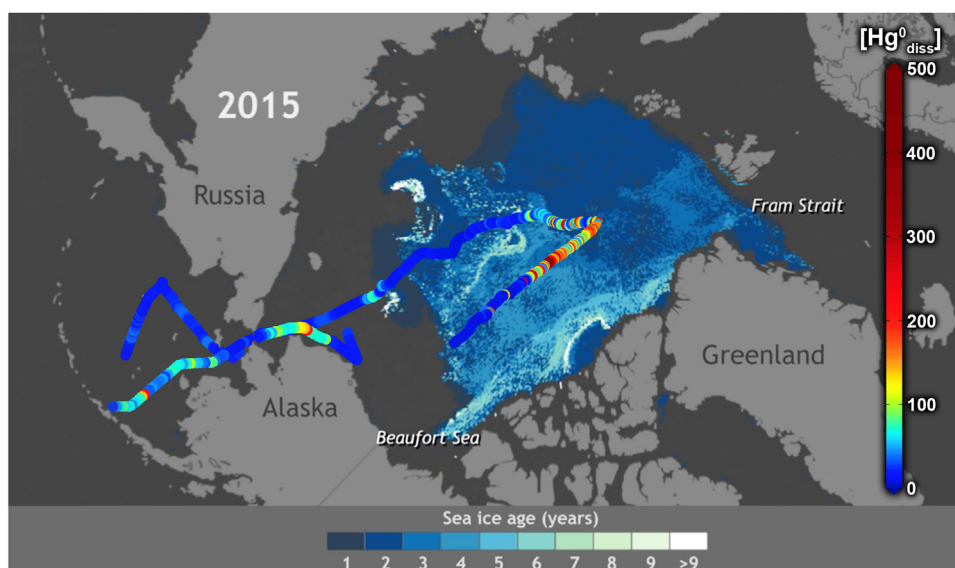 [Hg⁰diss]
500
400
300
200
100
0
2015
Russia
Fram Strait
Greenland
Alaska
Beaufort Sea
Sea ice age (years)
1 2 3 4 5 6 7 8 9 >9